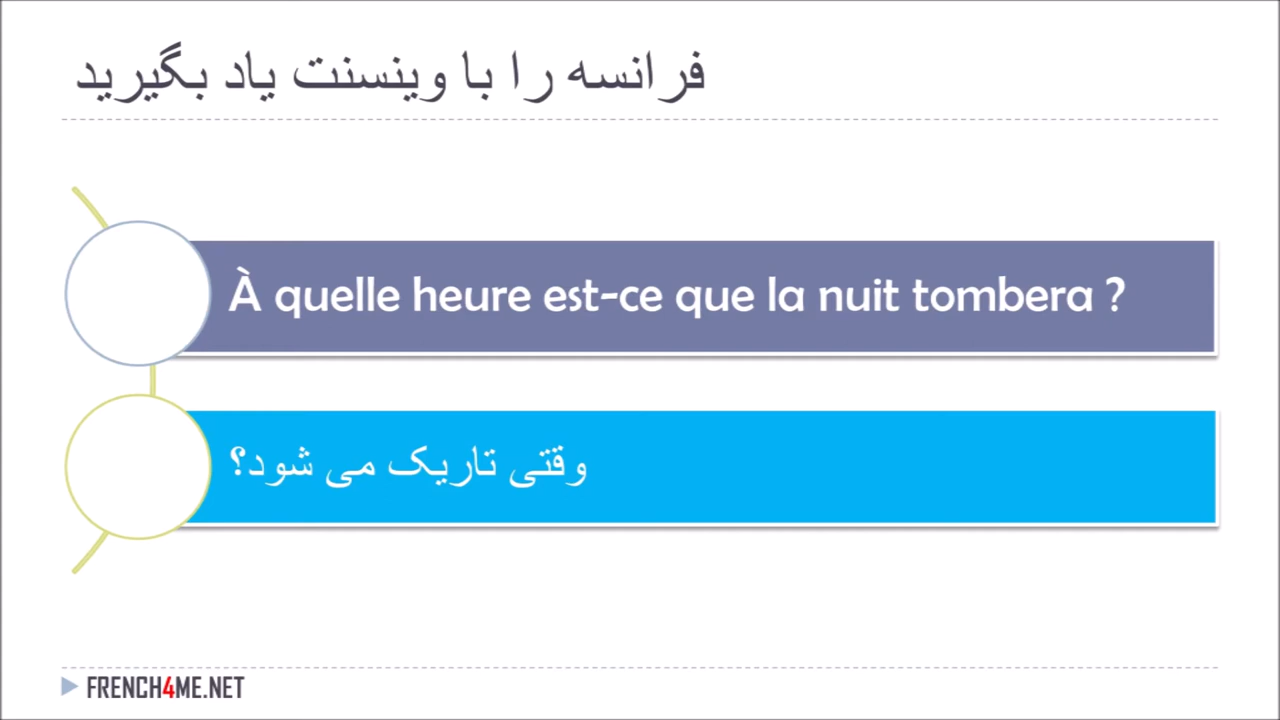 فرانسه را با وینسنت یاد بگیرید
À quelle heure est-ce que la nuit tombera ?
وقتی تاریک می شود؟
FRENCH4ME.NET